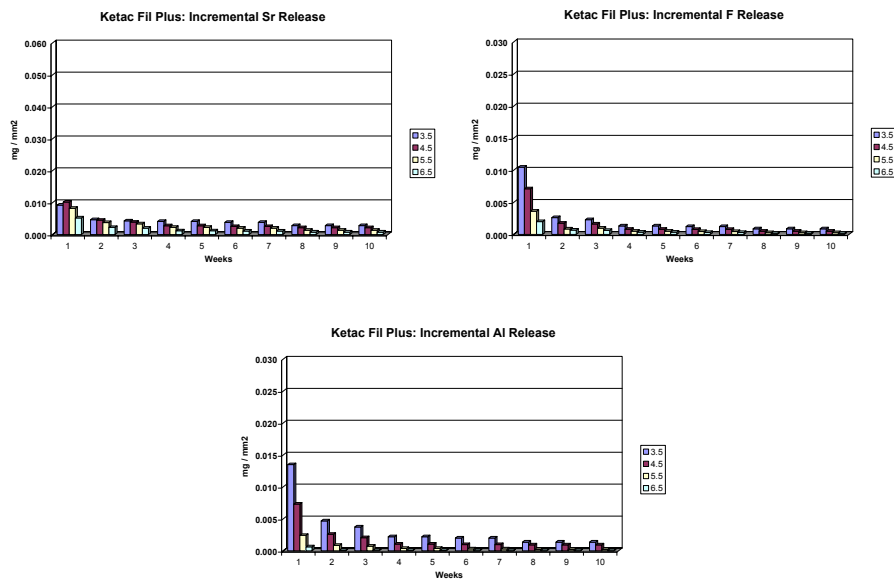 Ketac Fil Plus: Incremental Sr Release
0.060
0.050
0.040
0.030
0.020
0.010
0.000
mg / mm2
1 2 3 4 5 6 7 8 9 10
Weeks
3.5
4.5
5.5
6.5
Ketac Fil Plus: Incremental F Release
0.030
0.025
0.020
0.015
0.010
0.005
0.000
mg / mm2
1 2 3 4 5 6 7 8 9 10
Weeks
3.5
4.5
5.5
6.5
Ketac Fil Plus: Incremental Al Release
0.030
0.025
0.020
0.015
0.010
0.005
0.000
mg / mm2
1 2 3 4 5 6 7 8 9 10
Weeks
3.5
4.5
5.5
6.5